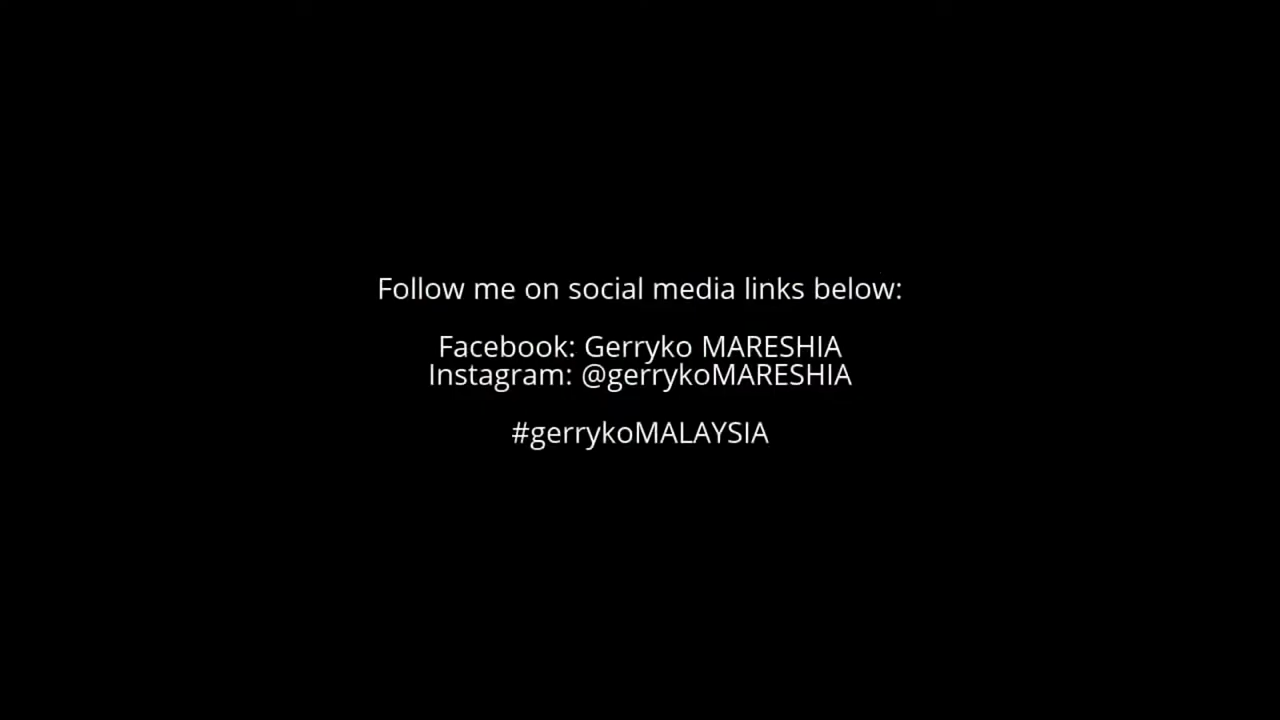 Follow me on social media links below:
Facebook: Gerryko MARESHIA
Instagram: @gerrykoMARESHIA
#gerrykoMALAYSIA